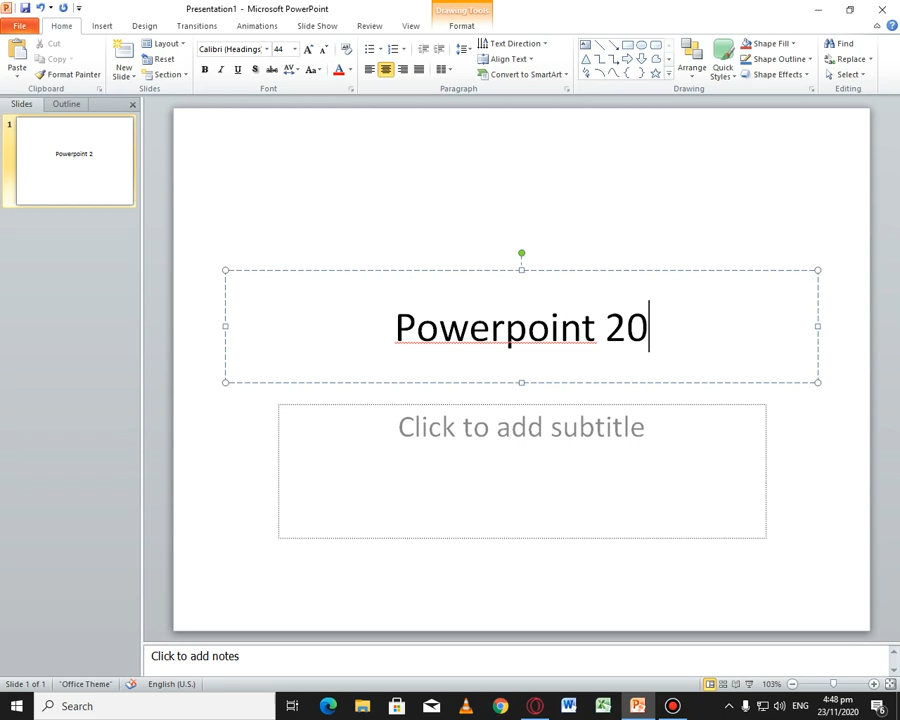 Presentation1 - Microsoft PowerPoint
Drawing Tools
File Home Insert Design Transitions Animations Slide Show Review View Format
Paste
Cut
Copy
Format Painter
Clipboard
New Slide
Layout
Reset
Section
Slides
Calibri (Headings) 44
B I U S abc AV Aa A
Font
Text Direction
Align Text
Convert to SmartArt
Paragraph
Arrange
Quick Styles
Shape Fill
Shape Outline
Shape Effects
Drawing
Find
Replace
Select
Editing
Slides Outline
1
Powerpoint 2
Powerpoint 20
Click to add subtitle
Click to add notes
Slide 1 of 1 "Office Theme" English (U.S.) 103%
Search
4:48 pm
23/11/2020
6